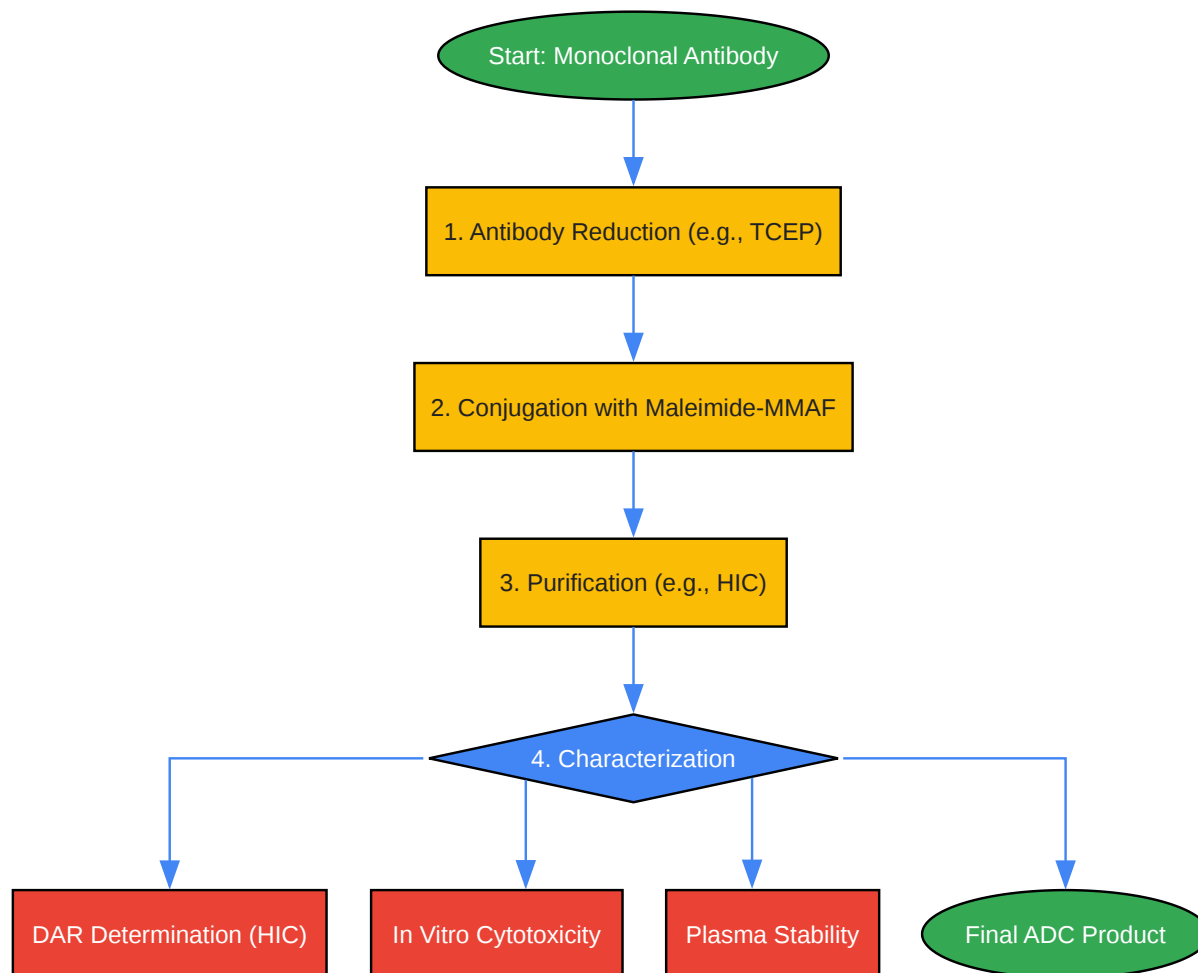 Start: Monoclonal Antibody
1. Antibody Reduction (e.g., TCEP)
2. Conjugation with Maleimide-MMAF
3. Purification (e.g., HIC)
4. Characterization
DAR Determination (HIC)
In Vitro Cytotoxicity
Plasma Stability
Final ADC Product